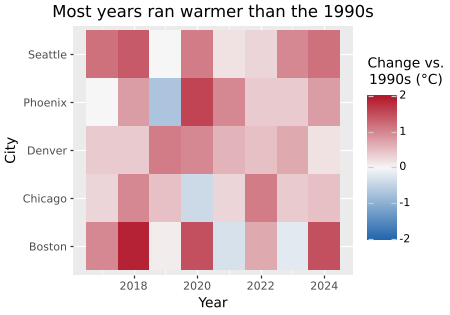 Most years ran warmer than the 1990s
City
Seattle
Phoenix
Denver
Chicago
Boston
2018 2020 2022 2024
Year
Change vs.
1990s (°C)
2
1
0
-1
-2